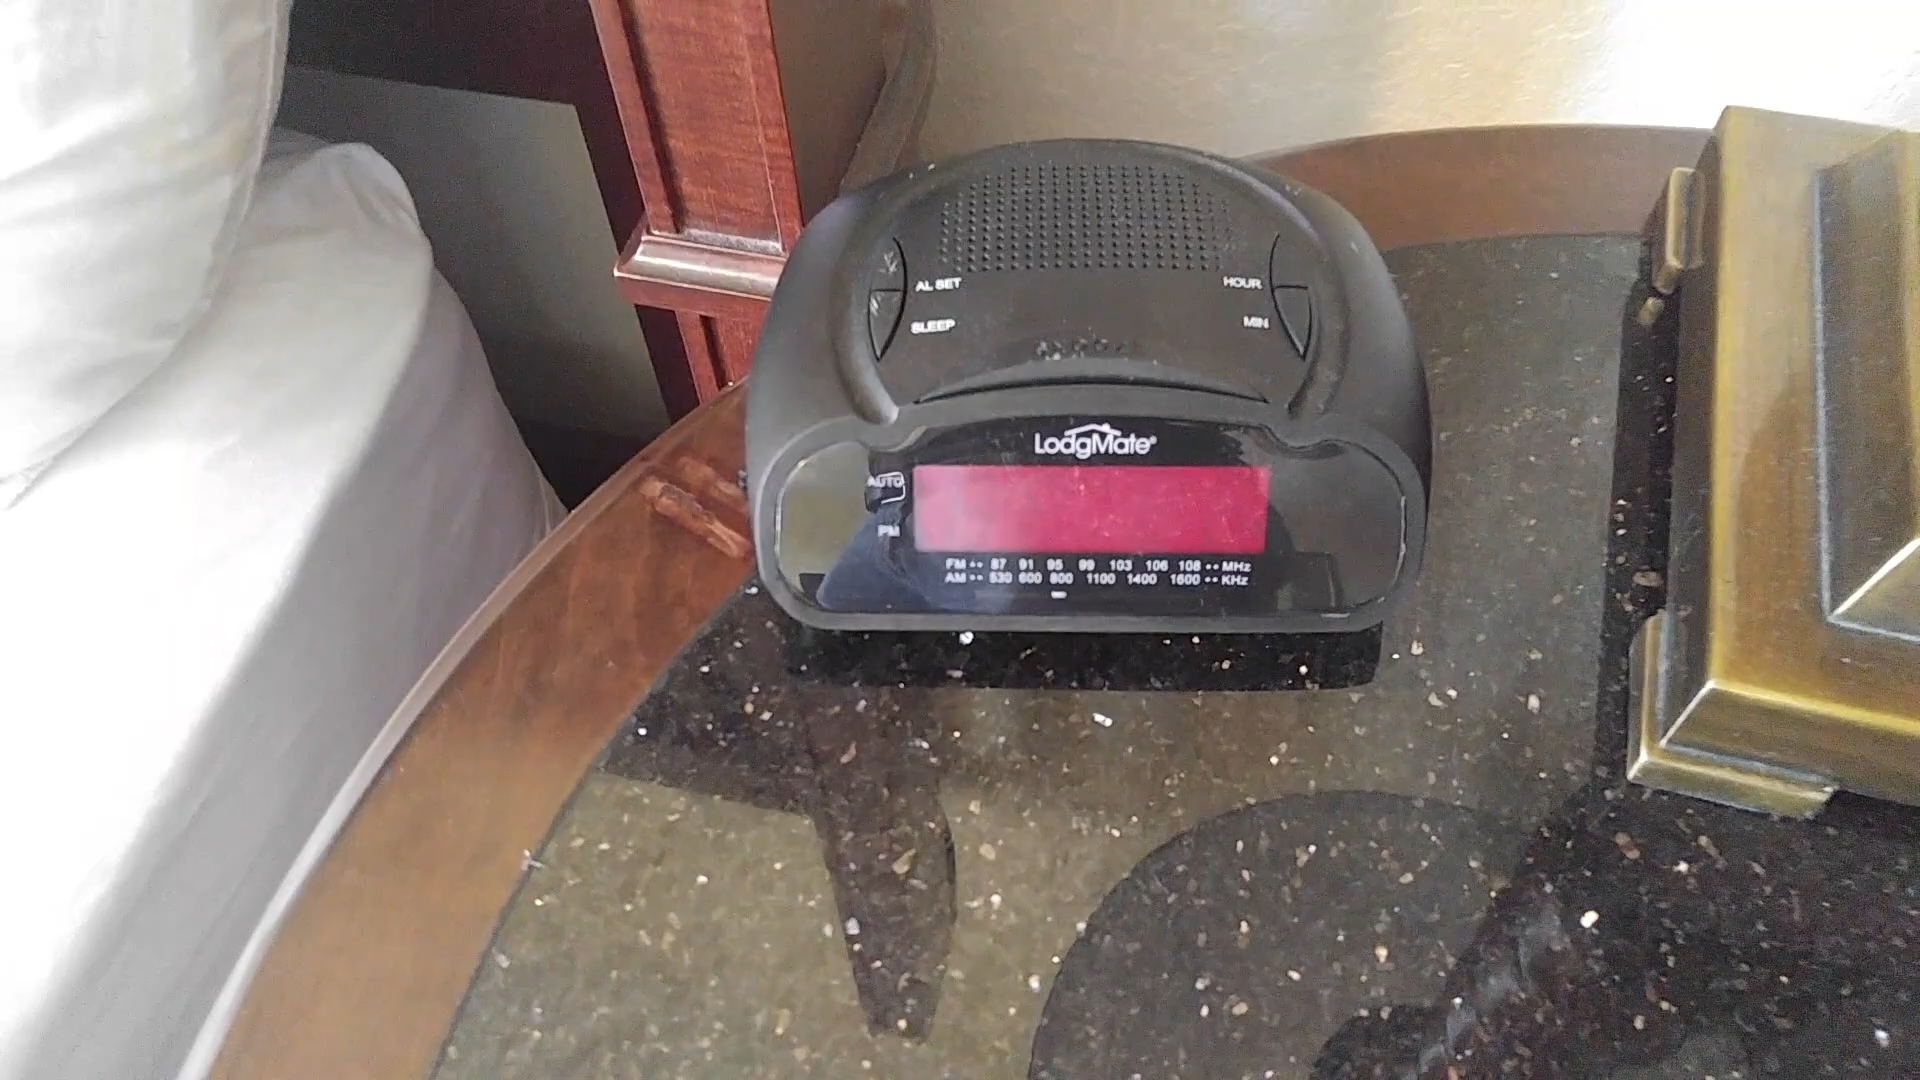 AL SET
HOUR
SLEEP
MIN
LodgMate®
AUTO
PM
FM •• 87 91 95 99 103 106 108 •• MHz
AM •• 530 600 800 1100 1400 1600 •• KHz